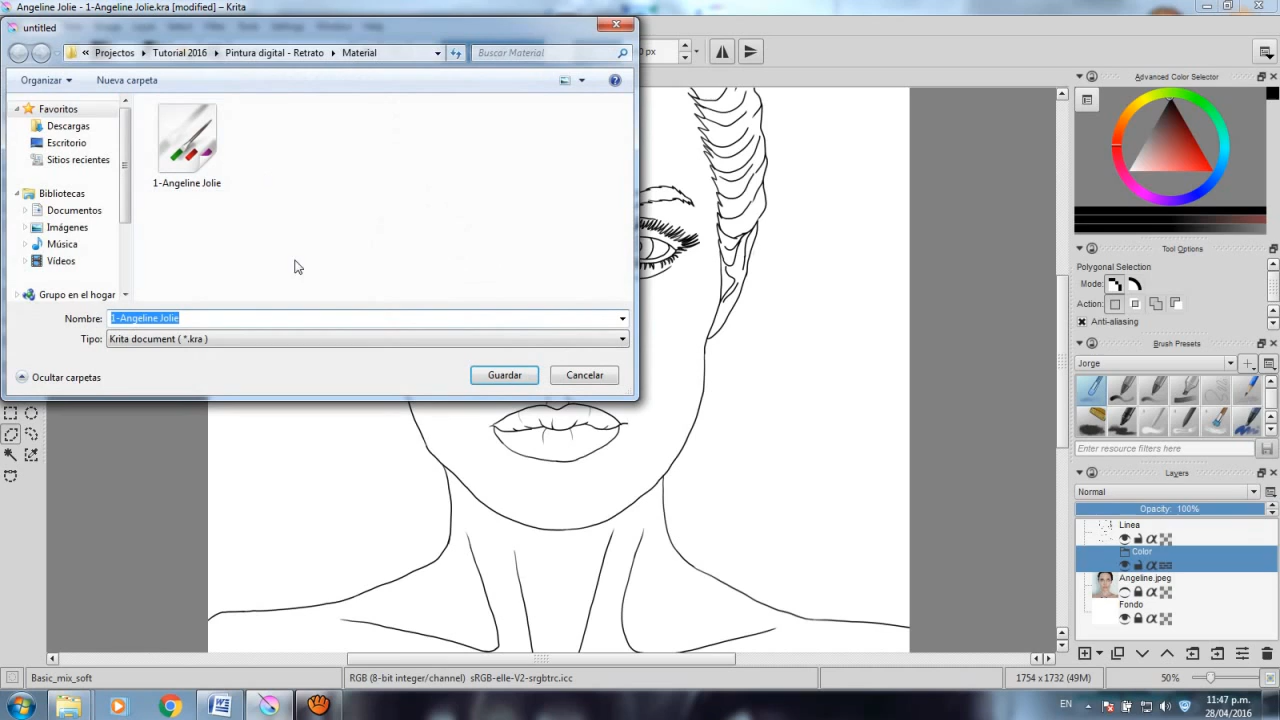 Angeline Jolie - 1-Angeline Jolie.kra [modified] – Krita
untitled
« Projectos Tutorial 2016 Pintura digital - Retrato Material
Buscar Material
px
Organizar
Nueva carpeta
Advanced Color Selector
Favoritos
Descargas
Escritorio
Sitios recientes
1-Angeline Jolie
Bibliotecas
Documentos
Imágenes
Música
Vídeos
Grupo en el hogar
Nombre: 1-Angeline Jolie
Tipo: Krita document ( *.kra )
Ocultar carpetas
Guardar
Cancelar
Tool Options
Polygonal Selection
Mode:
Action:
Anti-aliasing
Brush Presets
Jorge
Enter resource filters
Layers
Normal
Opacity: 100%
Linea
Color
Angeline.jpeg
Fondo
Basic_mix_soft
RGB (8-bit integer/channel) sRGB-elle-V2-srgbtrc.icc
1754 x 1732 (49M)
50%
EN
11:47 p.m.
28/04/2016